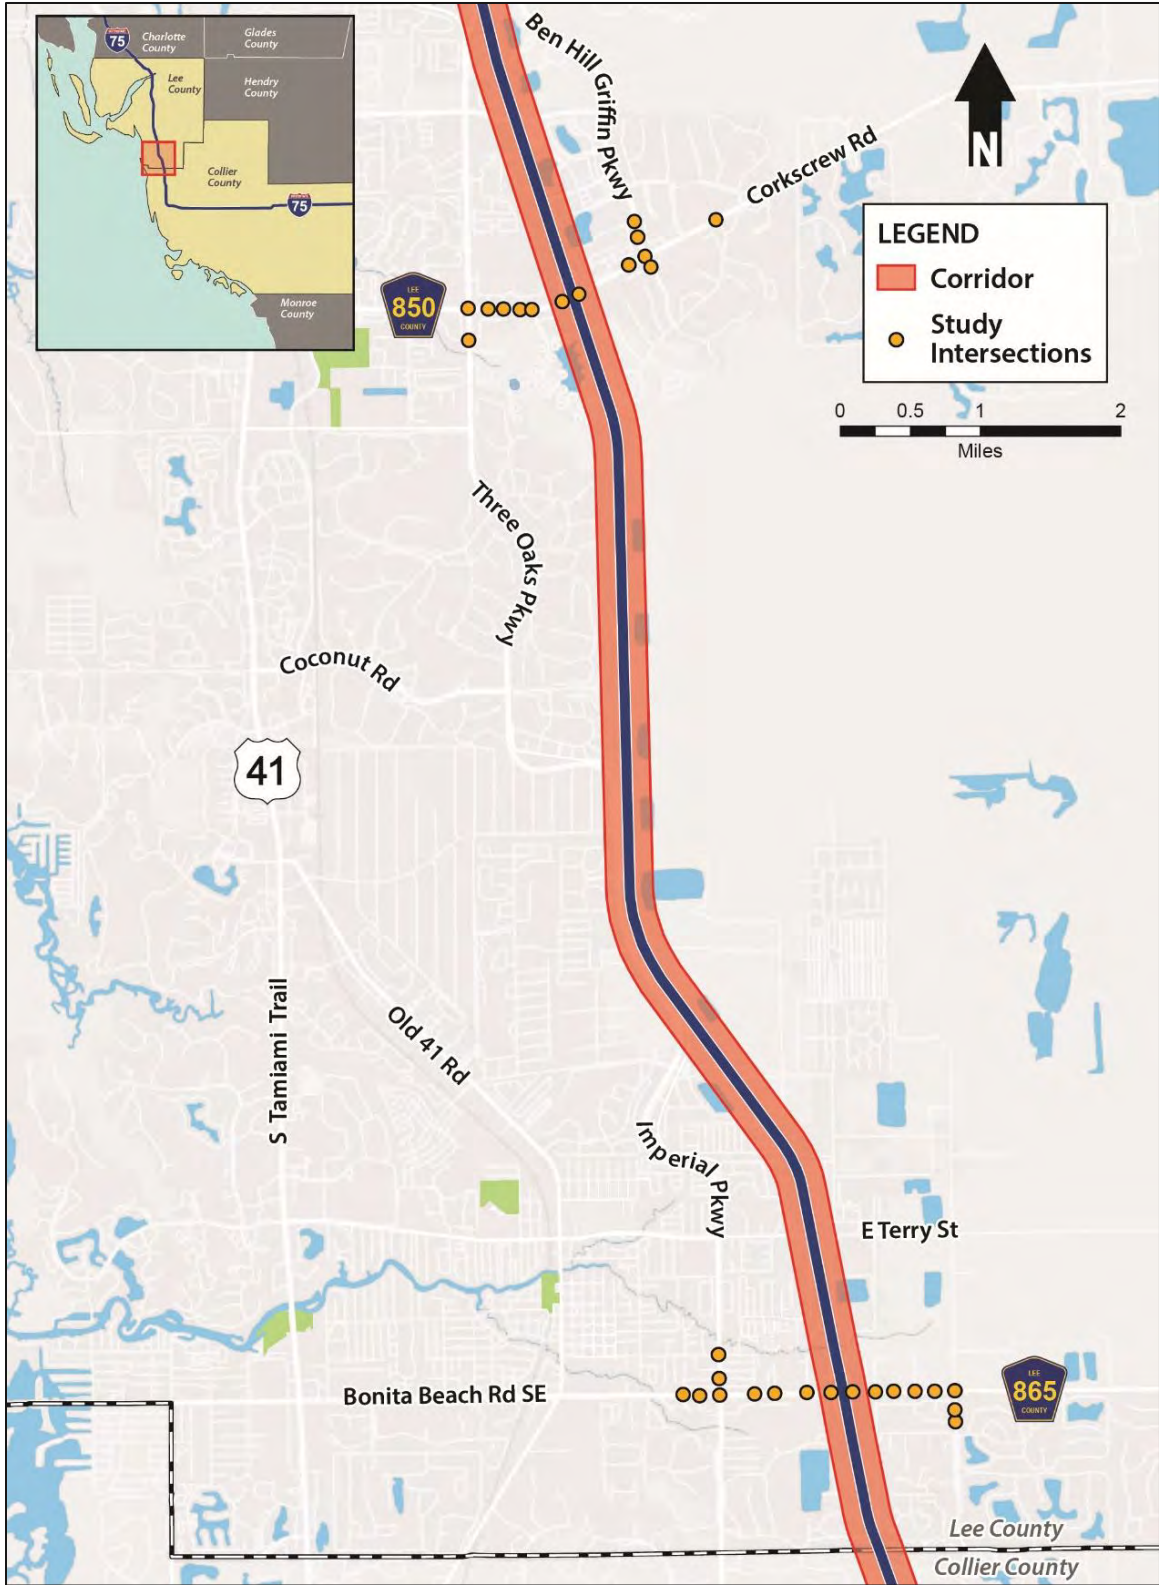 75
Charlotte
County
Glades
County
Lee
County
Hendry
County
Collier
County
75
Monroe
County
Ben Hill Griffin Pkwy
Corkscrew Rd
N
LEGEND
Corridor
Study
Intersections
0 0.5 1 2
Miles
LEE
850
COUNTY
Three Oaks Pkwy
Coconut Rd
41
S Tamiami Trail
Old 41 Rd
Imperial Pkwy
E Terry St
Bonita Beach Rd SE
LEE
865
COUNTY
Lee County
Collier County